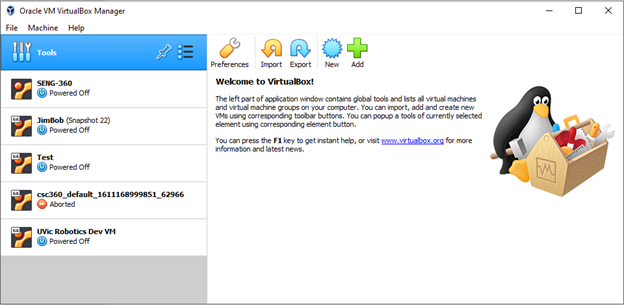 Oracle VM VirtualBox Manager
File Machine Help
Tools
SENG-360
Powered Off
JimBob (Snapshot 22)
Powered Off
Test
Powered Off
csc360_default_1611168999851_62966
Aborted
UVic Robotics Dev VM
Powered Off
Preferences Import Export New Add
Welcome to VirtualBox!
The left part of application window contains global tools and lists all virtual machines
and virtual machine groups on your computer. You can import, add and create new
VMs using corresponding toolbar buttons. You can popup a tools of currently selected
element using corresponding element button.
You can press the F1 key to get instant help, or visit www.virtualbox.org for more
information and latest news.